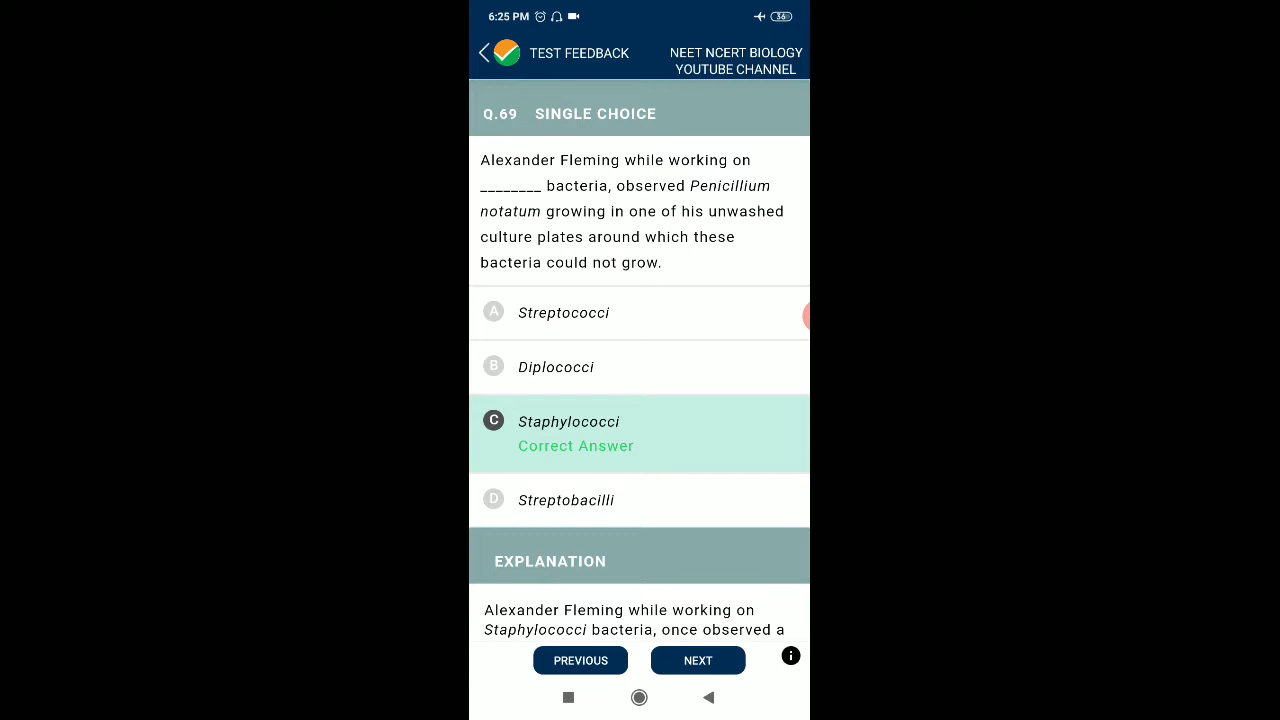 6:25 PM 36
TEST FEEDBACK
NEET NCERT BIOLOGY
YOUTUBE CHANNEL
Q.69 SINGLE CHOICE
Alexander Fleming while working on
________ bacteria, observed Penicillium
notatum growing in one of his unwashed
culture plates around which these
bacteria could not grow.
A Streptococci
B Diplococci
C Staphylococci
Correct Answer
D Streptobacilli
EXPLANATION
Alexander Fleming while working on
Staphylococci bacteria, once observed a
PREVIOUS NEXT